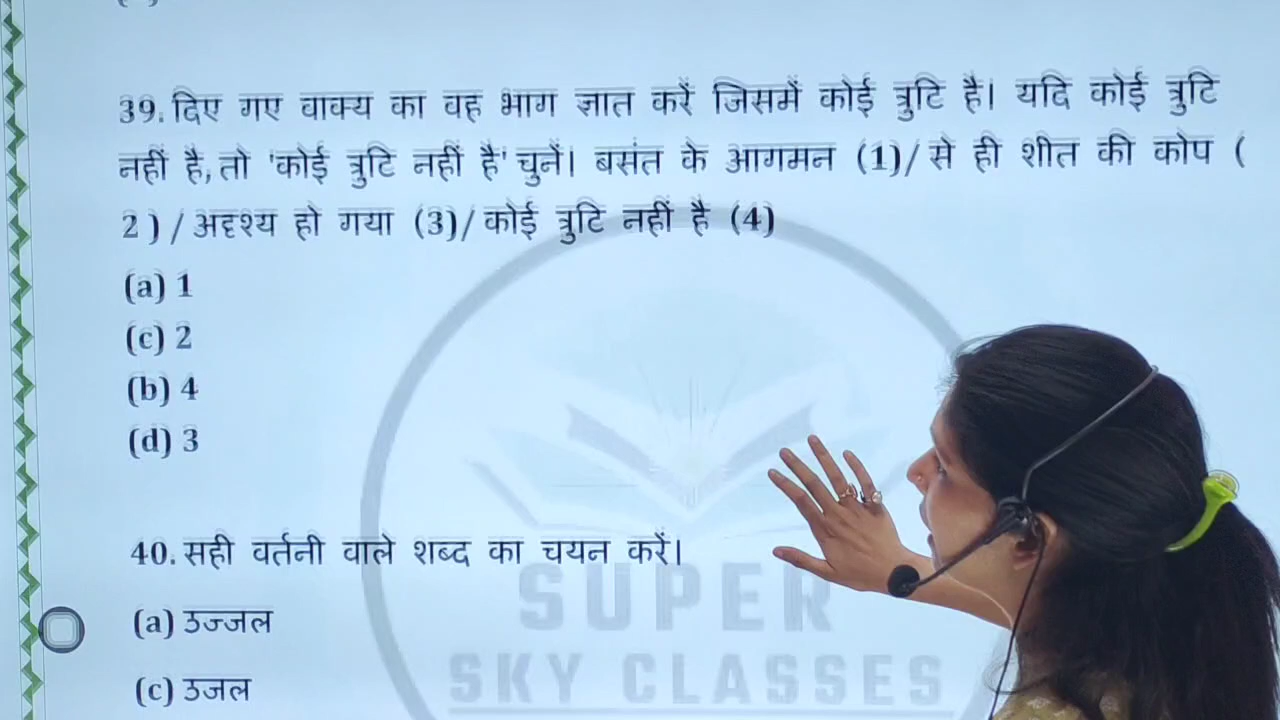 39. दिए गए वाक्य का वह भाग ज्ञात करें जिसमें कोई त्रुटि है। यदि कोई त्रुटि
नहीं है, तो 'कोई त्रुटि नहीं है' चुनें। बसंत के आगमन (1)/ से ही शीत की कोप (
2 ) / अदृश्य हो गया (3)/ कोई त्रुटि नहीं है (4)
(a) 1
(c) 2
(b) 4
(d) 3
40. सही वर्तनी वाले शब्द का चयन करें।
(a) उज्जल
(c) उजल
SUPER
SKY CLASSES